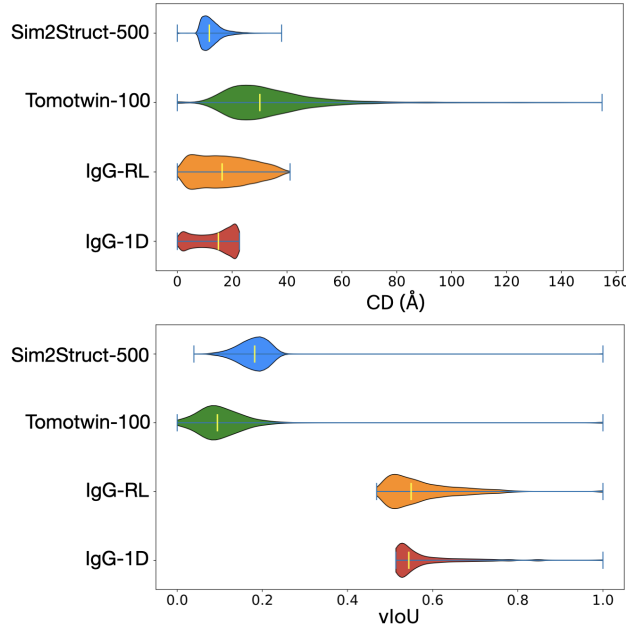 Sim2Struct-500
Tomotwin-100
IgG-RL
IgG-1D
0 20 40 60 80 100 120 140 160
CD (Å)
Sim2Struct-500
Tomotwin-100
IgG-RL
IgG-1D
0.0 0.2 0.4 0.6 0.8 1.0
vIoU